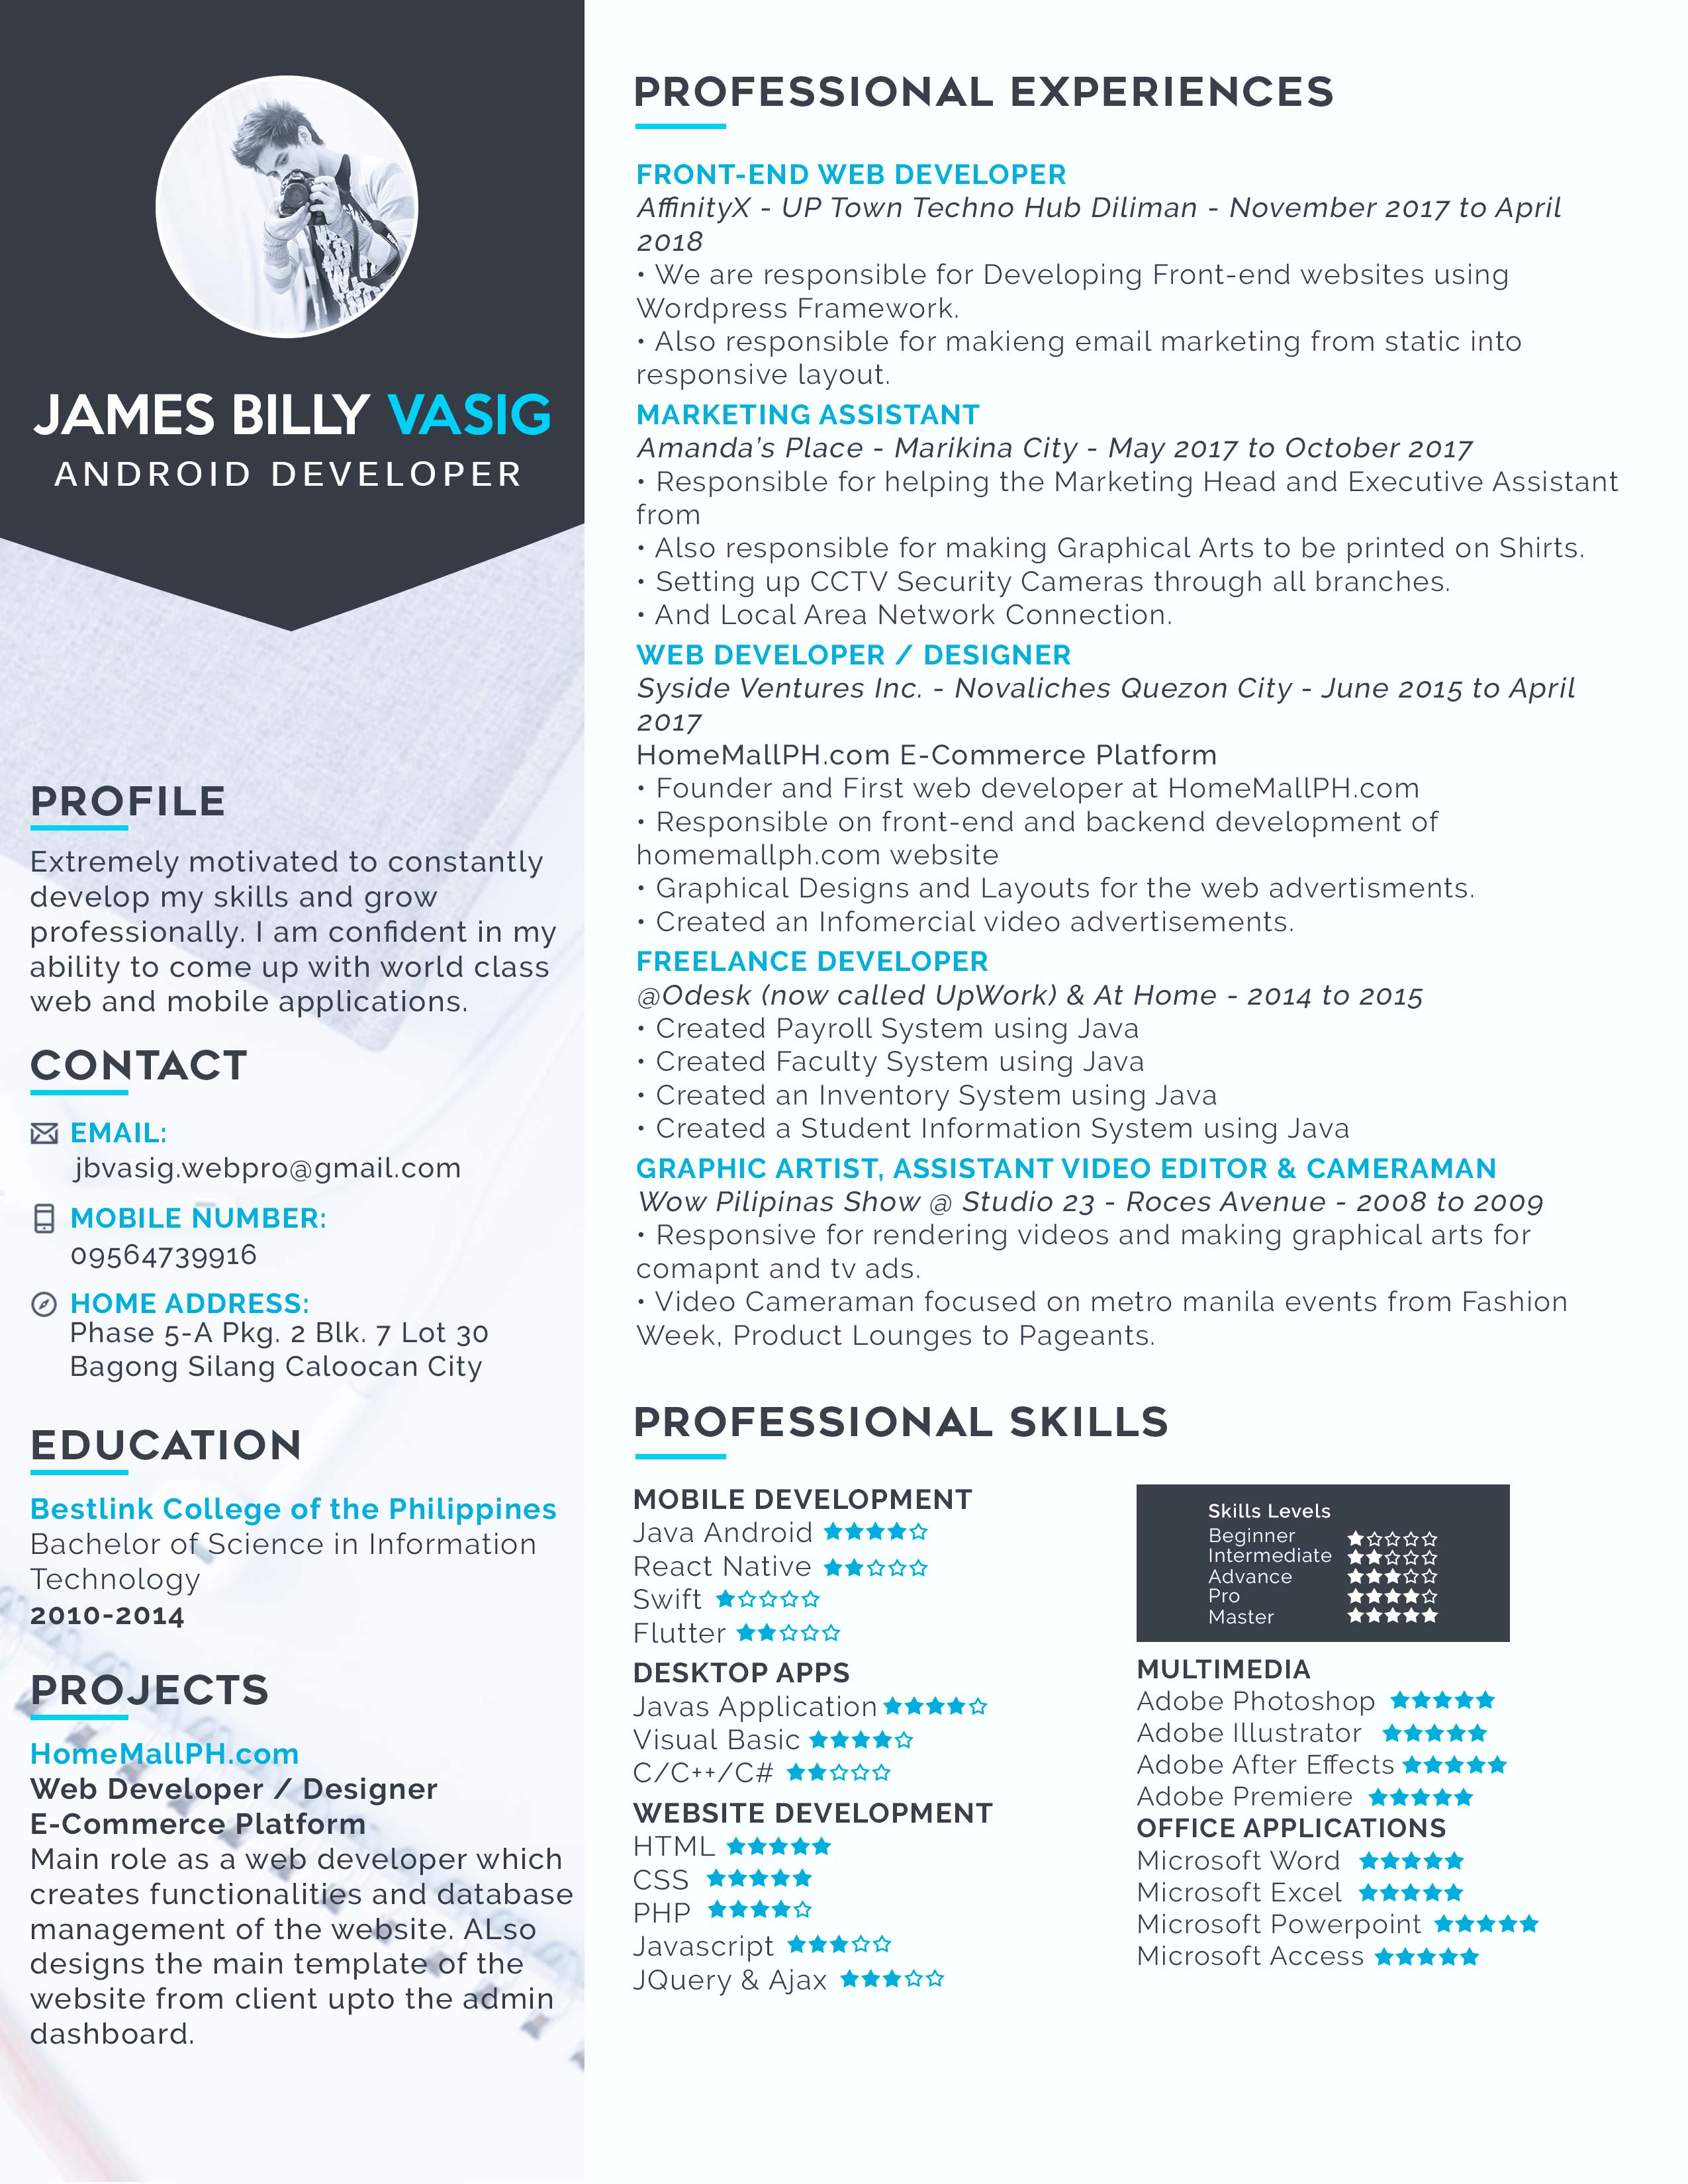 JAMES BILLY VASIG
ANDROID DEVELOPER
PROFILE
Extremely motivated to constantly
develop my skills and grow
professionally. I am confident in my
ability to come up with world class
web and mobile applications.
CONTACT
EMAIL:
jbvasig.webpro@gmail.com
MOBILE NUMBER:
09564739916
HOME ADDRESS:
Phase 5-A Pkg. 2 Blk. 7 Lot 30
Bagong Silang Caloocan City
EDUCATION
Bestlink College of the Philippines
Bachelor of Science in Information
Technology
2010-2014
PROJECTS
HomeMallPH.com
Web Developer / Designer
E-Commerce Platform
Main role as a web developer which
creates functionalities and database
management of the website. ALso
designs the main template of the
website from client upto the admin
dashboard.
PROFESSIONAL EXPERIENCES
FRONT-END WEB DEVELOPER
AffinityX - UP Town Techno Hub Diliman - November 2017 to April
2018
• We are responsible for Developing Front-end websites using
Wordpress Framework.
• Also responsible for makieng email marketing from static into
responsive layout.
MARKETING ASSISTANT
Amanda's Place - Marikina City - May 2017 to October 2017
• Responsible for helping the Marketing Head and Executive Assistant
from
• Also responsible for making Graphical Arts to be printed on Shirts.
• Setting up CCTV Security Cameras through all branches.
• And Local Area Network Connection.
WEB DEVELOPER / DESIGNER
Syside Ventures Inc. - Novaliches Quezon City - June 2015 to April
2017
HomeMallPH.com E-Commerce Platform
• Founder and First web developer at HomeMallPH.com
• Responsible on front-end and backend development of
homemallph.com website
• Graphical Designs and Layouts for the web advertisments.
• Created an Infomercial video advertisements.
FREELANCE DEVELOPER
@Odesk (now called UpWork) & At Home - 2014 to 2015
• Created Payroll System using Java
• Created Faculty System using Java
• Created an Inventory System using Java
• Created a Student Information System using Java
GRAPHIC ARTIST, ASSISTANT VIDEO EDITOR & CAMERAMAN
Wow Pilipinas Show @ Studio 23 - Roces Avenue - 2008 to 2009
• Responsive for rendering videos and making graphical arts for
comapnt and tv ads.
• Video Cameraman focused on metro manila events from Fashion
Week, Product Lounges to Pageants.
PROFESSIONAL SKILLS
MOBILE DEVELOPMENT
Java Android ★★★★☆
React Native ★★☆☆☆
Swift ★☆☆☆☆
Flutter ★★☆☆☆
DESKTOP APPS
Javas Application ★★★★☆
Visual Basic ★★★★☆
C/C++/C# ★★☆☆☆
WEBSITE DEVELOPMENT
HTML ★★★★★
CSS ★★★★★
PHP ★★★★☆
Javascript ★★★☆☆
JQuery & Ajax ★★★☆☆
Skills Levels
Beginner ★☆☆☆☆
Intermediate ★★☆☆☆
Advance ★★★☆☆
Pro ★★★★☆
Master ★★★★★
MULTIMEDIA
Adobe Photoshop ★★★★★
Adobe Illustrator ★★★★★
Adobe After Effects ★★★★★
Adobe Premiere ★★★★★
OFFICE APPLICATIONS
Microsoft Word ★★★★★
Microsoft Excel ★★★★★
Microsoft Powerpoint ★★★★★
Microsoft Access ★★★★★